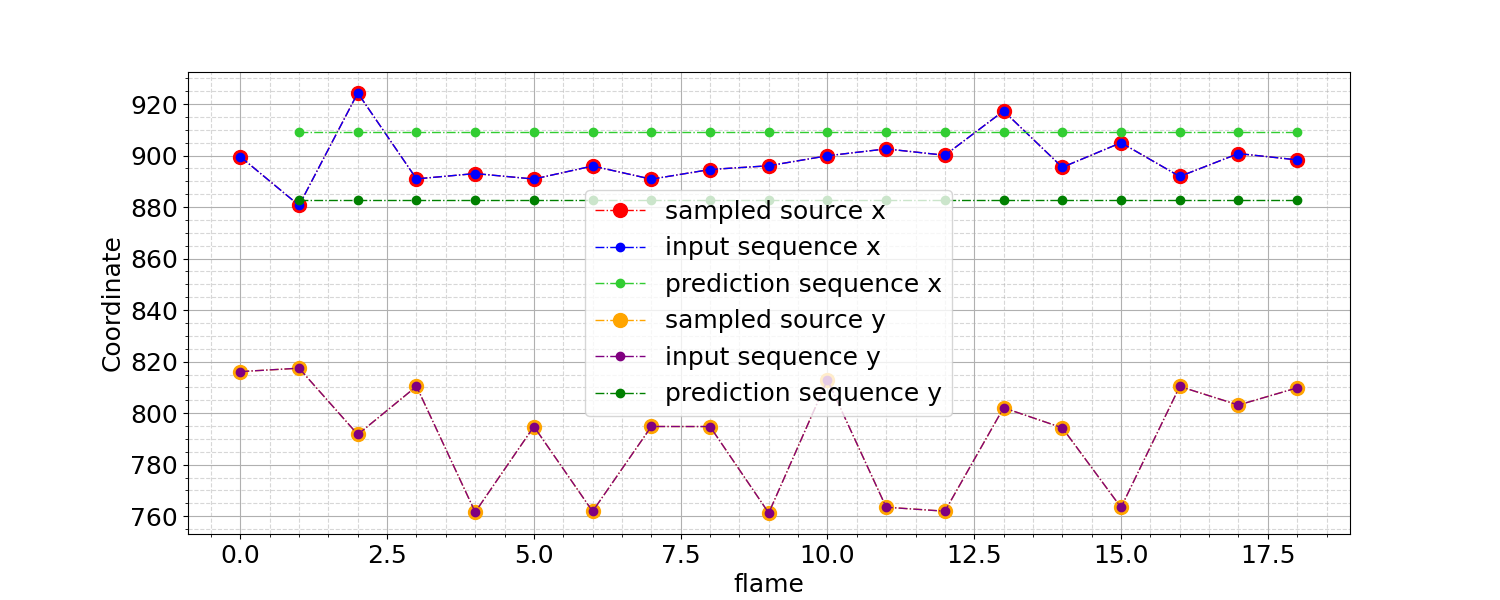 920
900
880
860
840
820
800
780
760
Coordinate
sampled source x
input sequence x
prediction sequence x
sampled source y
input sequence y
prediction sequence y
0.0 2.5 5.0 7.5 10.0 12.5 15.0 17.5
flame